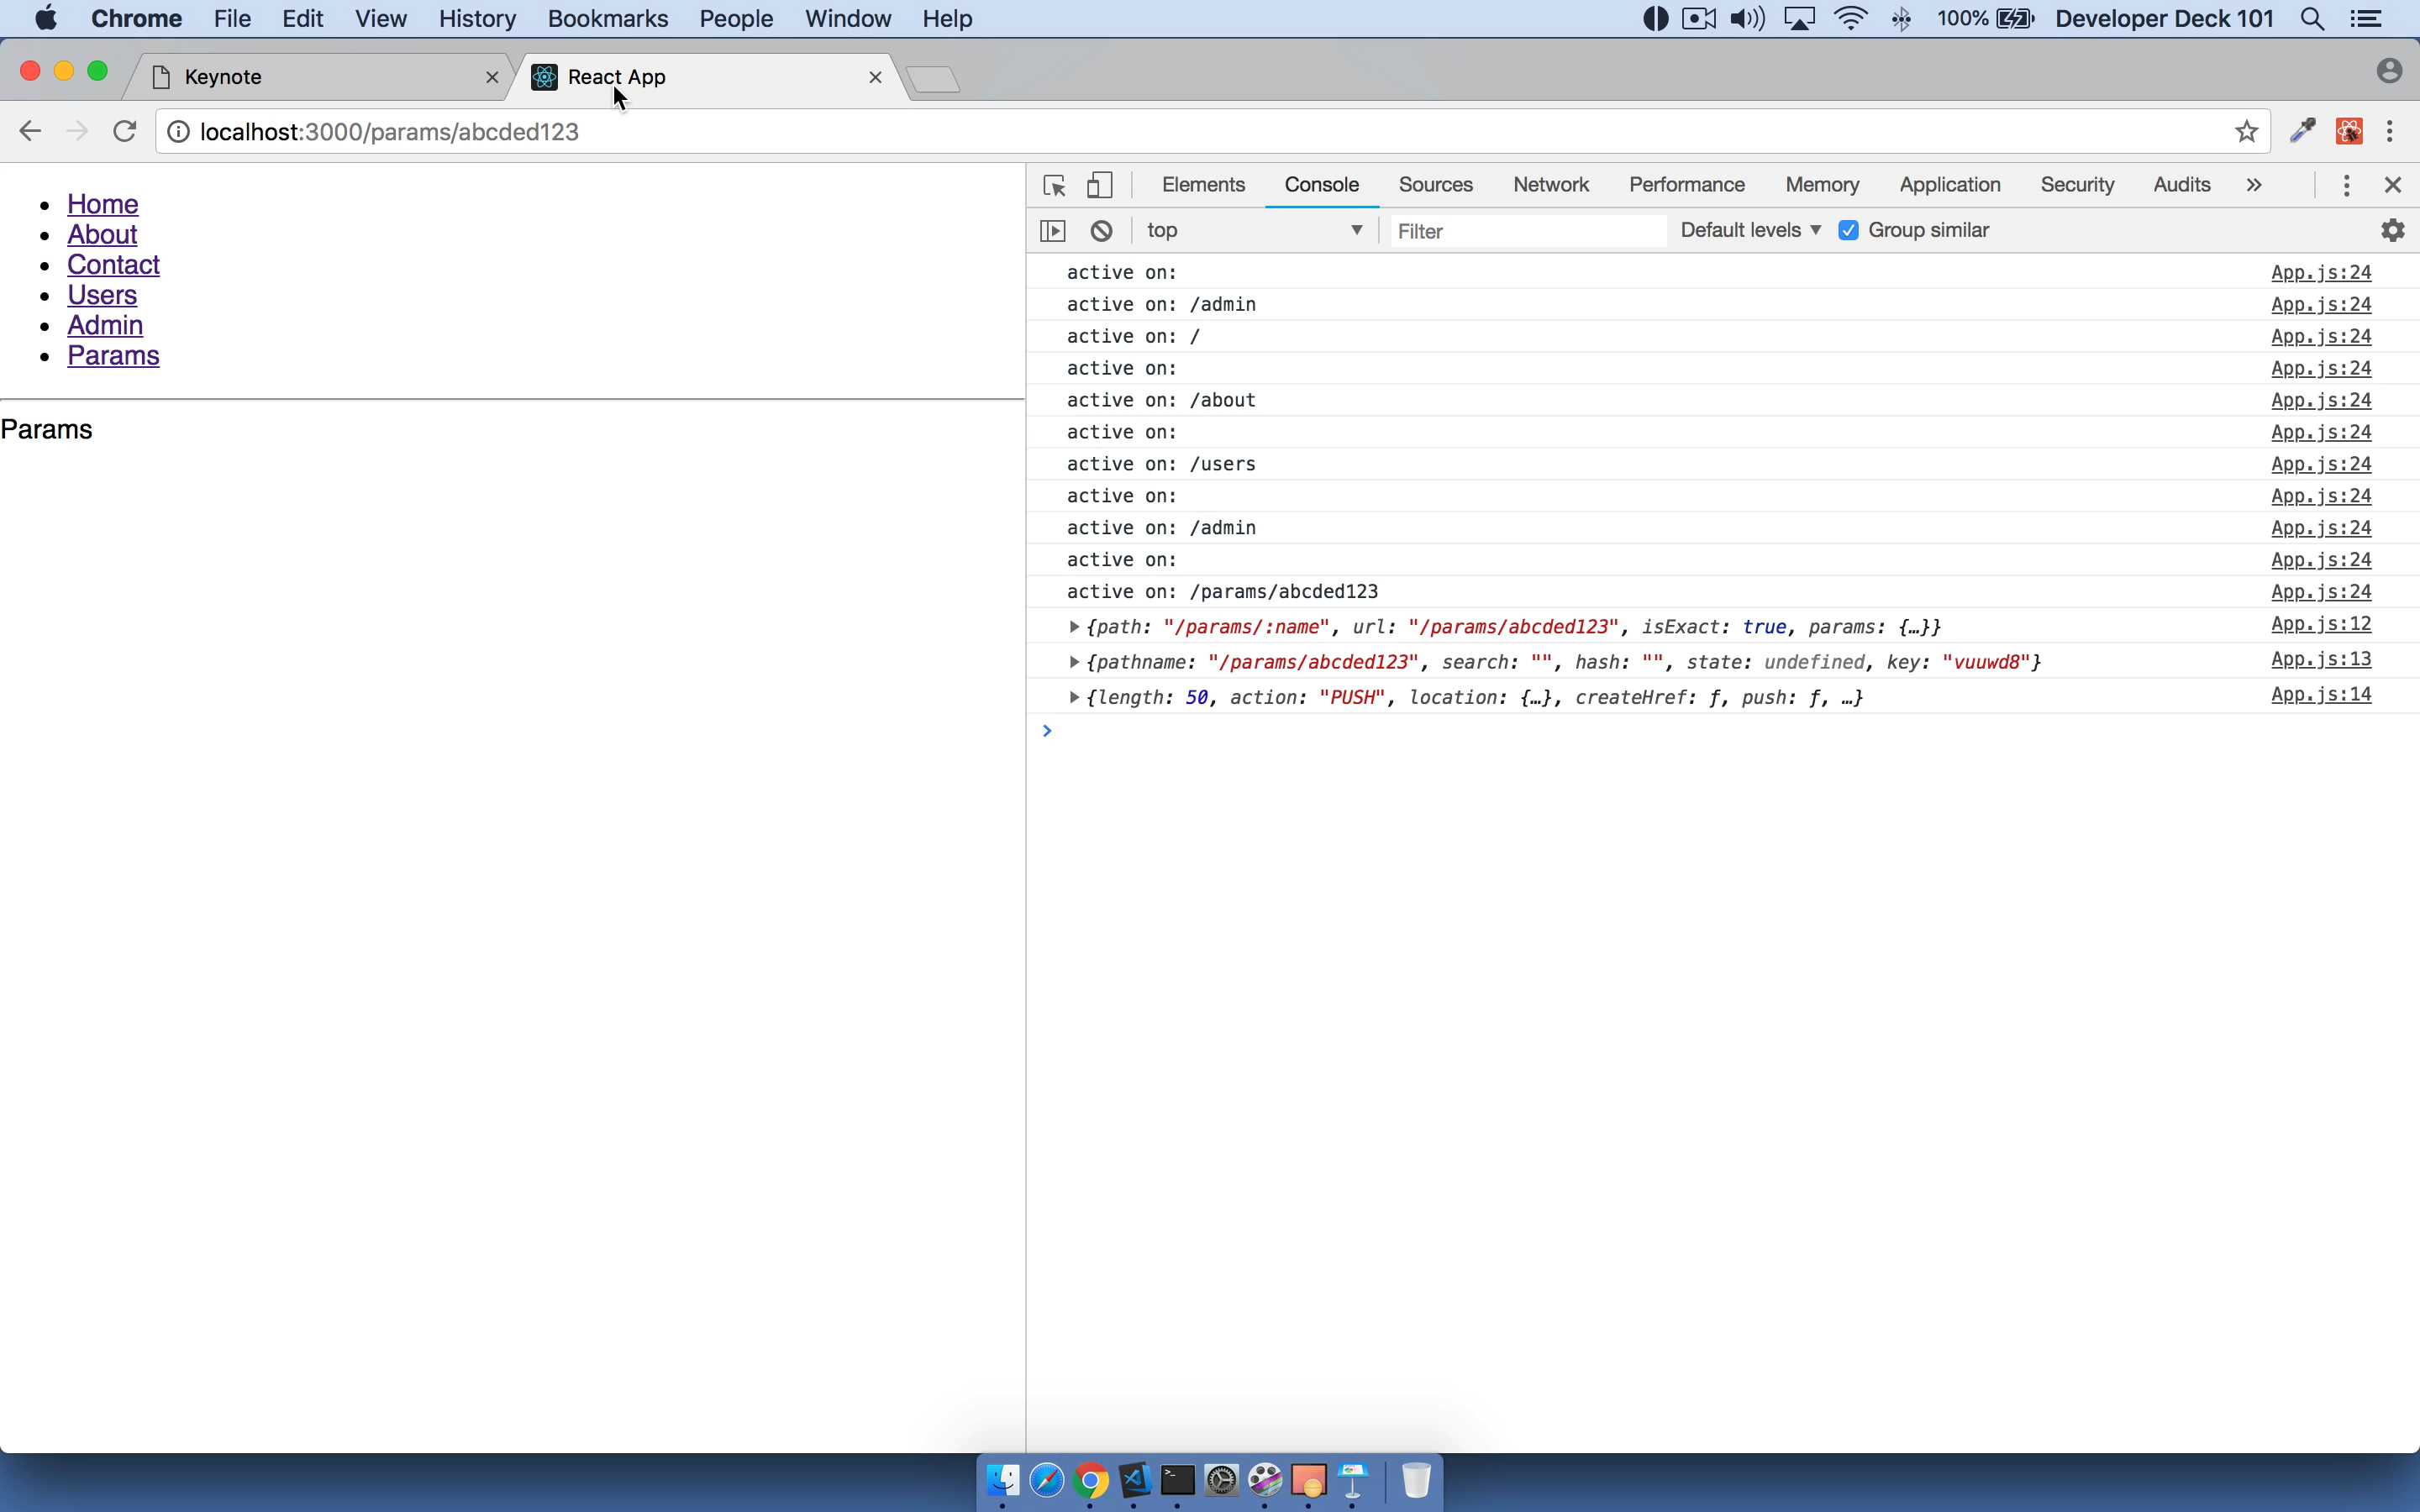 Chrome File Edit View History Bookmarks People Window Help 100% Developer Deck 101
Keynote React App
localhost:3000/params/abcded123
Home
About
Contact
Users
Admin
Params
Params
Elements Console Sources Network Performance Memory Application Security Audits »
top Filter Default levels Group similar
active on: App.js:24
active on: /admin App.js:24
active on: / App.js:24
active on: App.js:24
active on: /about App.js:24
active on: App.js:24
active on: /users App.js:24
active on: App.js:24
active on: /admin App.js:24
active on: App.js:24
active on: /params/abcded123 App.js:24
{path: "/params/:name", url: "/params/abcded123", isExact: true, params: {…}} App.js:12
{pathname: "/params/abcded123", search: "", hash: "", state: undefined, key: "vuuwd8"} App.js:13
{length: 50, action: "PUSH", location: {…}, createHref: ƒ, push: ƒ, …} App.js:14